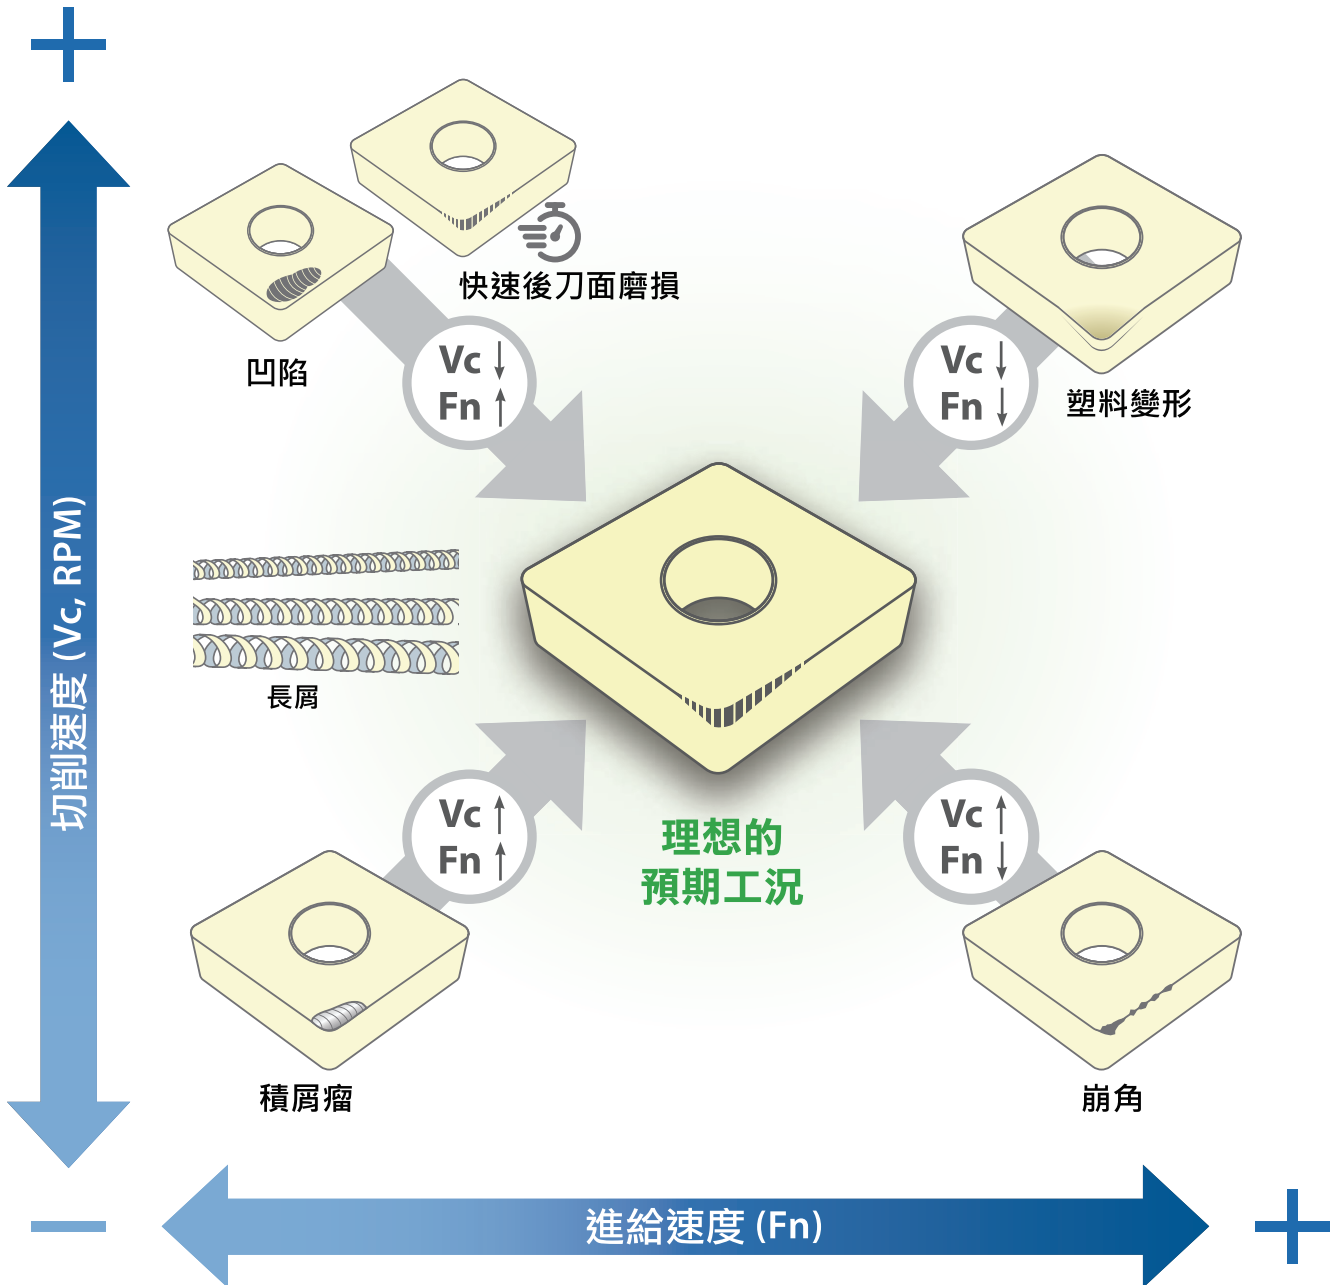 快速後刀面磨損
凹陷
Vc ↓
Fn ↑
Vc ↓
Fn ↓
塑料變形
切削速度 (Vc, RPM)
長屑
Vc ↑
Fn ↑
理想的
預期工況
Vc ↑
Fn ↓
積屑瘤
崩角
進給速度 (Fn)